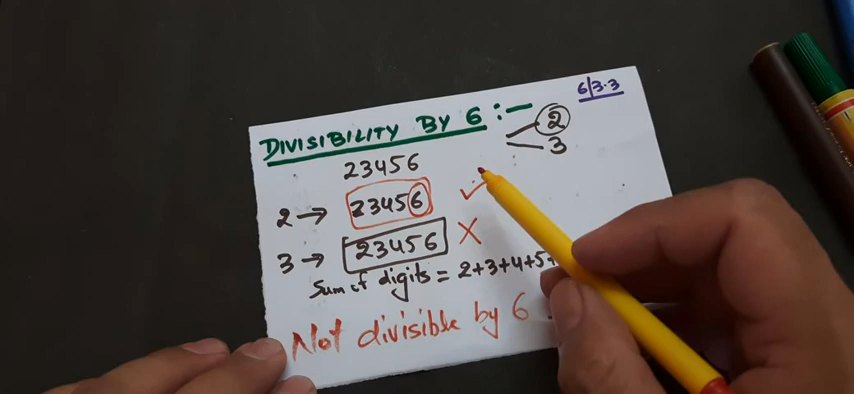 6/3.3
DIVISIBILITY BY 6 :-
2
3
23456
2 → 23456 ✓
3 → 23456 ×
Sum of digits = 2+3+4+5+
Not divisible by 6